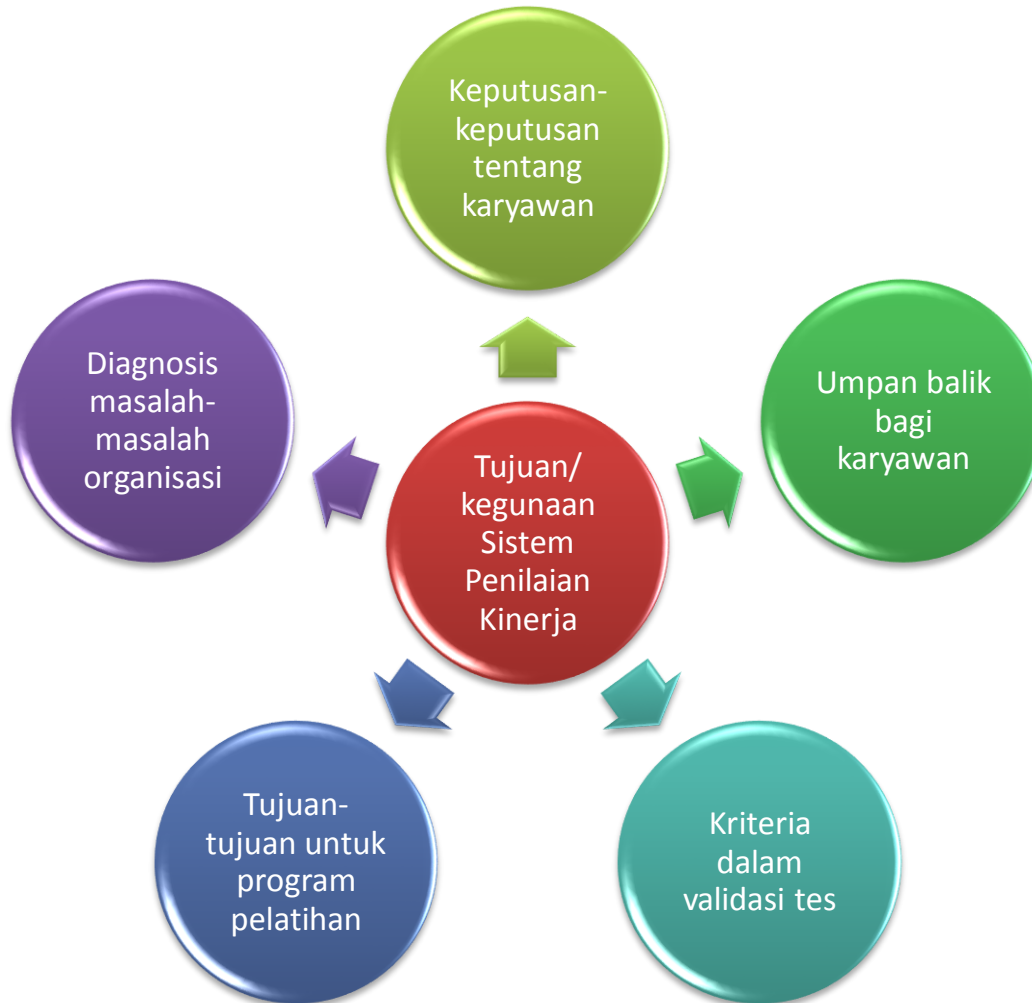 Keputusan-
keputusan
tentang
karyawan
Umpan balik
bagi
karyawan
Kriteria
dalam
validasi tes
Tujuan-
tujuan untuk
program
pelatihan
Diagnosis
masalah-
masalah
organisasi
Tujuan/
kegunaan
Sistem
Penilaian
Kinerja